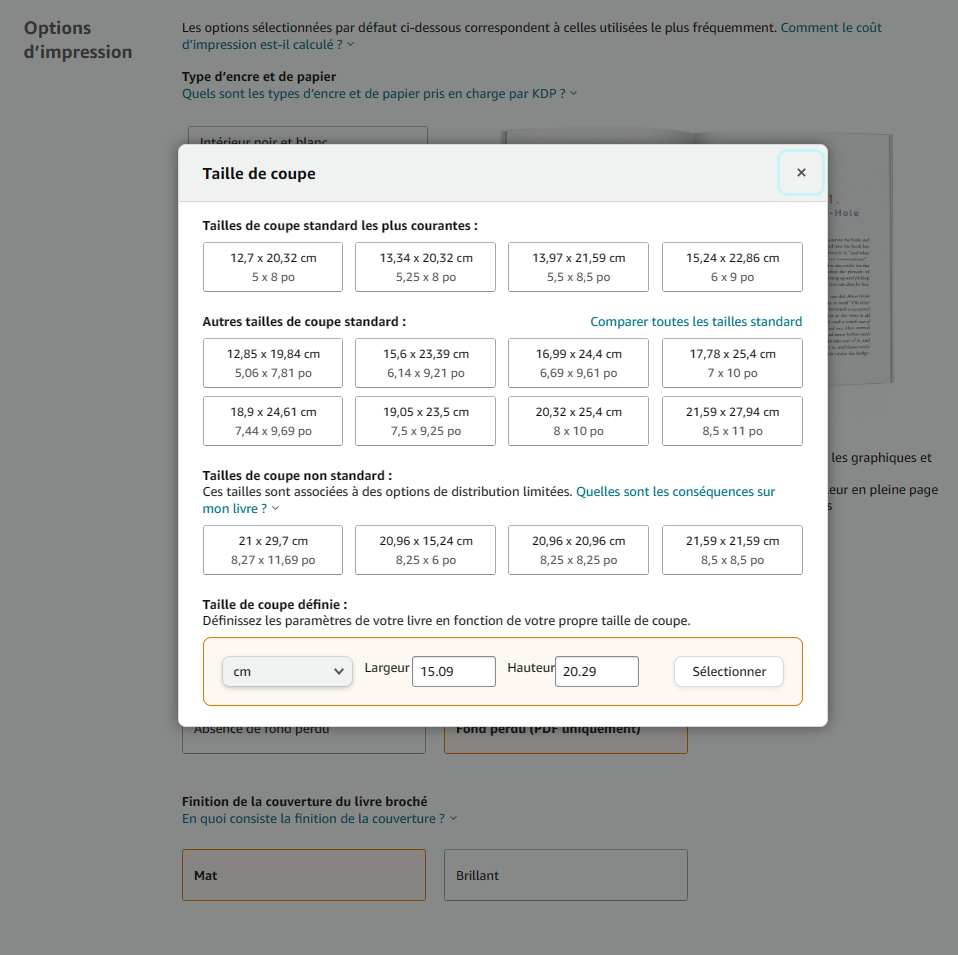 Options
d'impression
Les options sélectionnées par défaut ci-dessous correspondent à celles utilisées le plus fréquemment. Comment le coût
d'impression est-il calculé ?
Type d'encre et de papier
Quels sont les types d'encre et de papier pris en charge par KDP ?
Intérieur noir et blanc
Taille de coupe
×
Tailles de coupe standard les plus courantes :
12,7 x 20,32 cm
5 x 8 po
13,34 x 20,32 cm
5,25 x 8 po
13,97 x 21,59 cm
5,5 x 8,5 po
15,24 x 22,86 cm
6 x 9 po
Autres tailles de coupe standard :
Comparer toutes les tailles standard
12,85 x 19,84 cm
5,06 x 7,81 po
15,6 x 23,39 cm
6,14 x 9,21 po
16,99 x 24,4 cm
6,69 x 9,61 po
17,78 x 25,4 cm
7 x 10 po
18,9 x 24,61 cm
7,44 x 9,69 po
19,05 x 23,5 cm
7,5 x 9,25 po
20,32 x 25,4 cm
8 x 10 po
21,59 x 27,94 cm
8,5 x 11 po
les graphiques et
eur en pleine page
s
Tailles de coupe non standard :
Ces tailles sont associées à des options de distribution limitées. Quelles sont les conséquences sur
mon livre ?
21 x 29,7 cm
8,27 x 11,69 po
20,96 x 15,24 cm
8,25 x 6 po
20,96 x 20,96 cm
8,25 x 8,25 po
21,59 x 21,59 cm
8,5 x 8,5 po
Taille de coupe définie :
Définissez les paramètres de votre livre en fonction de votre propre taille de coupe.
cm
Largeur 15.09
Hauteur 20.29
Sélectionner
Absence de fond perdu
Fond perdu (PDF uniquement)
Finition de la couverture du livre broché
En quoi consiste la finition de la couverture ?
Mat
Brillant